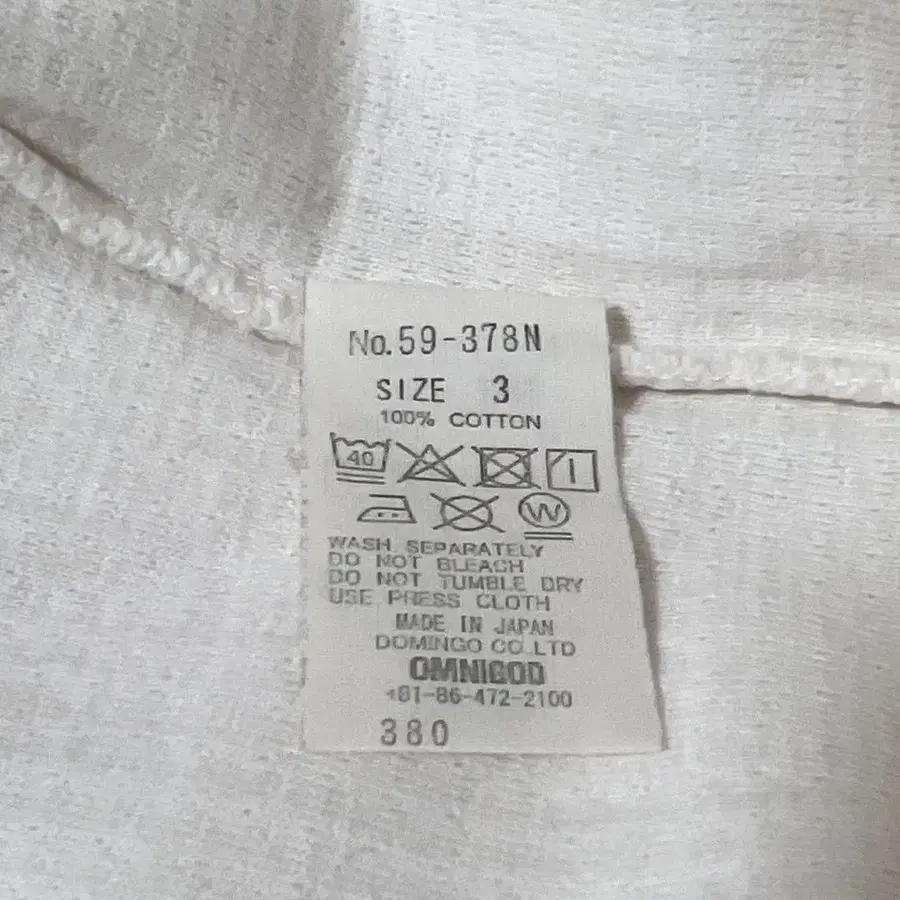 No.59-378N
SIZE 3
100% COTTON
40
W
WASH SEPARATELY
DO NOT BLEACH
DO NOT TUMBLE DRY
USE PRESS CLOTH
MADE IN JAPAN
DOMINGO CO.LTD
OMNIGOD
+81-86-472-2100
380